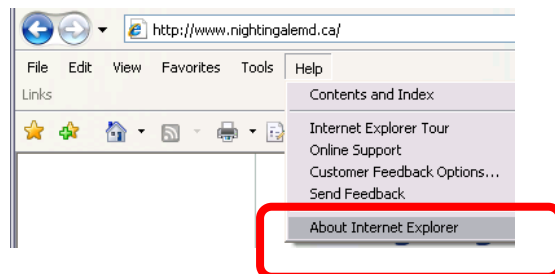 http://www.nightingalemd.ca/
File Edit View Favorites Tools Help
Links
Contents and Index
Internet Explorer Tour
Online Support
Customer Feedback Options...
Send Feedback
About Internet Explorer